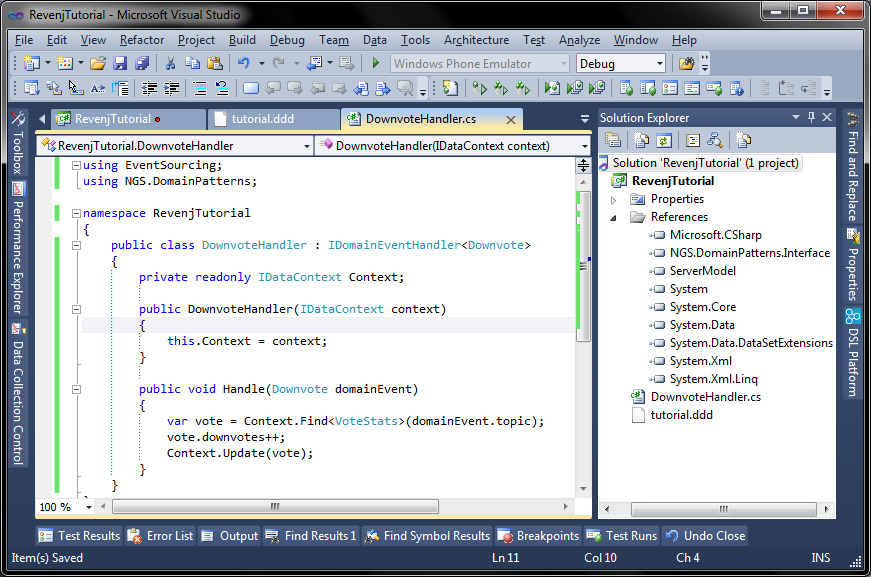 RevenjTutorial - Microsoft Visual Studio
File Edit View Refactor Project Build Debug Team Data Tools Architecture Test Analyze Window Help
Windows Phone Emulator Debug
RevenjTutorial tutorial.ddd DownvoteHandler.cs
RevenjTutorial.DownvoteHandler DownvoteHandler(IDataContext context)
using EventSourcing;
using NGS.DomainPatterns;
namespace RevenjTutorial
{
public class DownvoteHandler : IDomainEventHandler<Downvote>
{
private readonly IDataContext Context;
public DownvoteHandler(IDataContext context)
{
this.Context = context;
}
public void Handle(Downvote domainEvent)
{
var vote = Context.Find<VoteStats>(domainEvent.topic);
vote.downvotes++;
Context.Update(vote);
}
}
100 %
Solution Explorer
Solution 'RevenjTutorial' (1 project)
RevenjTutorial
Properties
References
Microsoft.CSharp
NGS.DomainPatterns.Interface
ServerModel
System
System.Core
System.Data
System.Data.DataSetExtensions
System.Xml
System.Xml.Linq
DownvoteHandler.cs
tutorial.ddd
Toolbox
Performance Explorer
Data Collection Control
Find and Replace
Properties
DSL Platform
Test Results Error List Output Find Results 1 Find Symbol Results Breakpoints Test Runs Undo Close
Item(s) Saved Ln 11 Col 10 Ch 4 INS